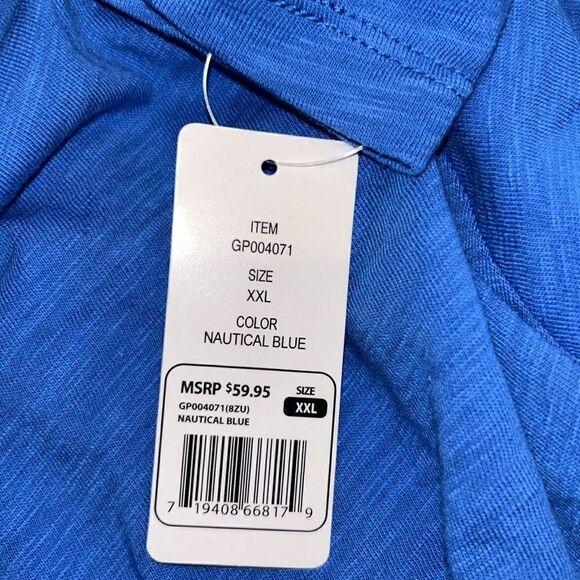 ITEM
GP004071
SIZE
XXL
COLOR
NAUTICAL BLUE
MSRP $59.95 SIZE
GP004071(8ZU) XXL
NAUTICAL BLUE
7 19408 66817 9